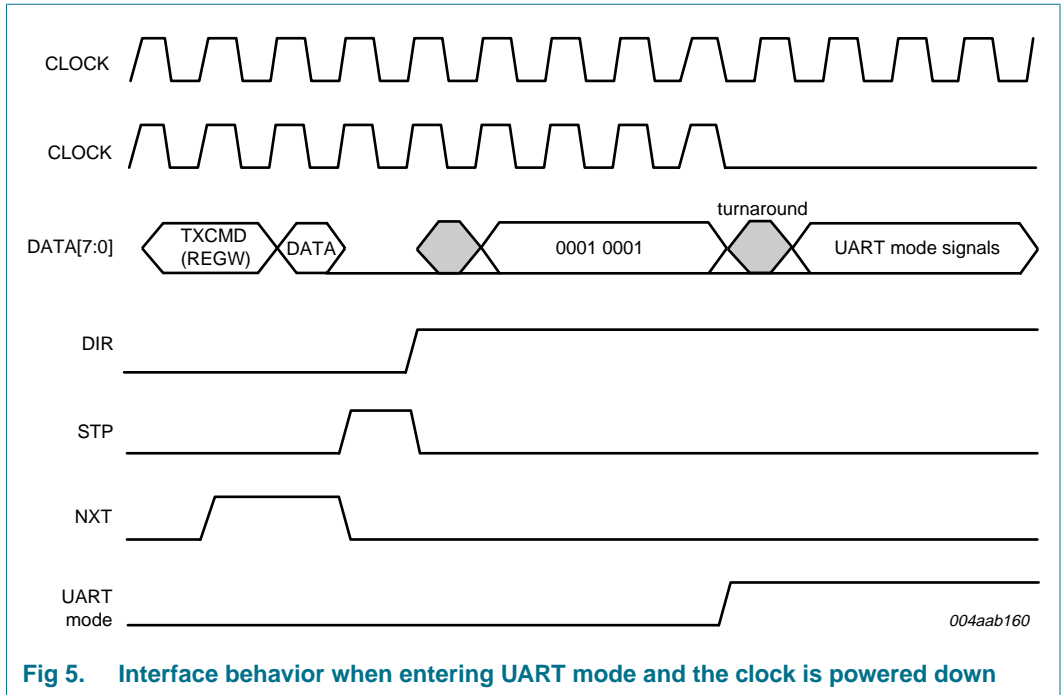 CLOCK
CLOCK
turnaround
DATA[7:0]
TXCMD
(REGW)
DATA
0001 0001
UART mode signals
DIR
STP
NXT
UART
mode
004aab160
Fig 5. Interface behavior when entering UART mode and the clock is powered down